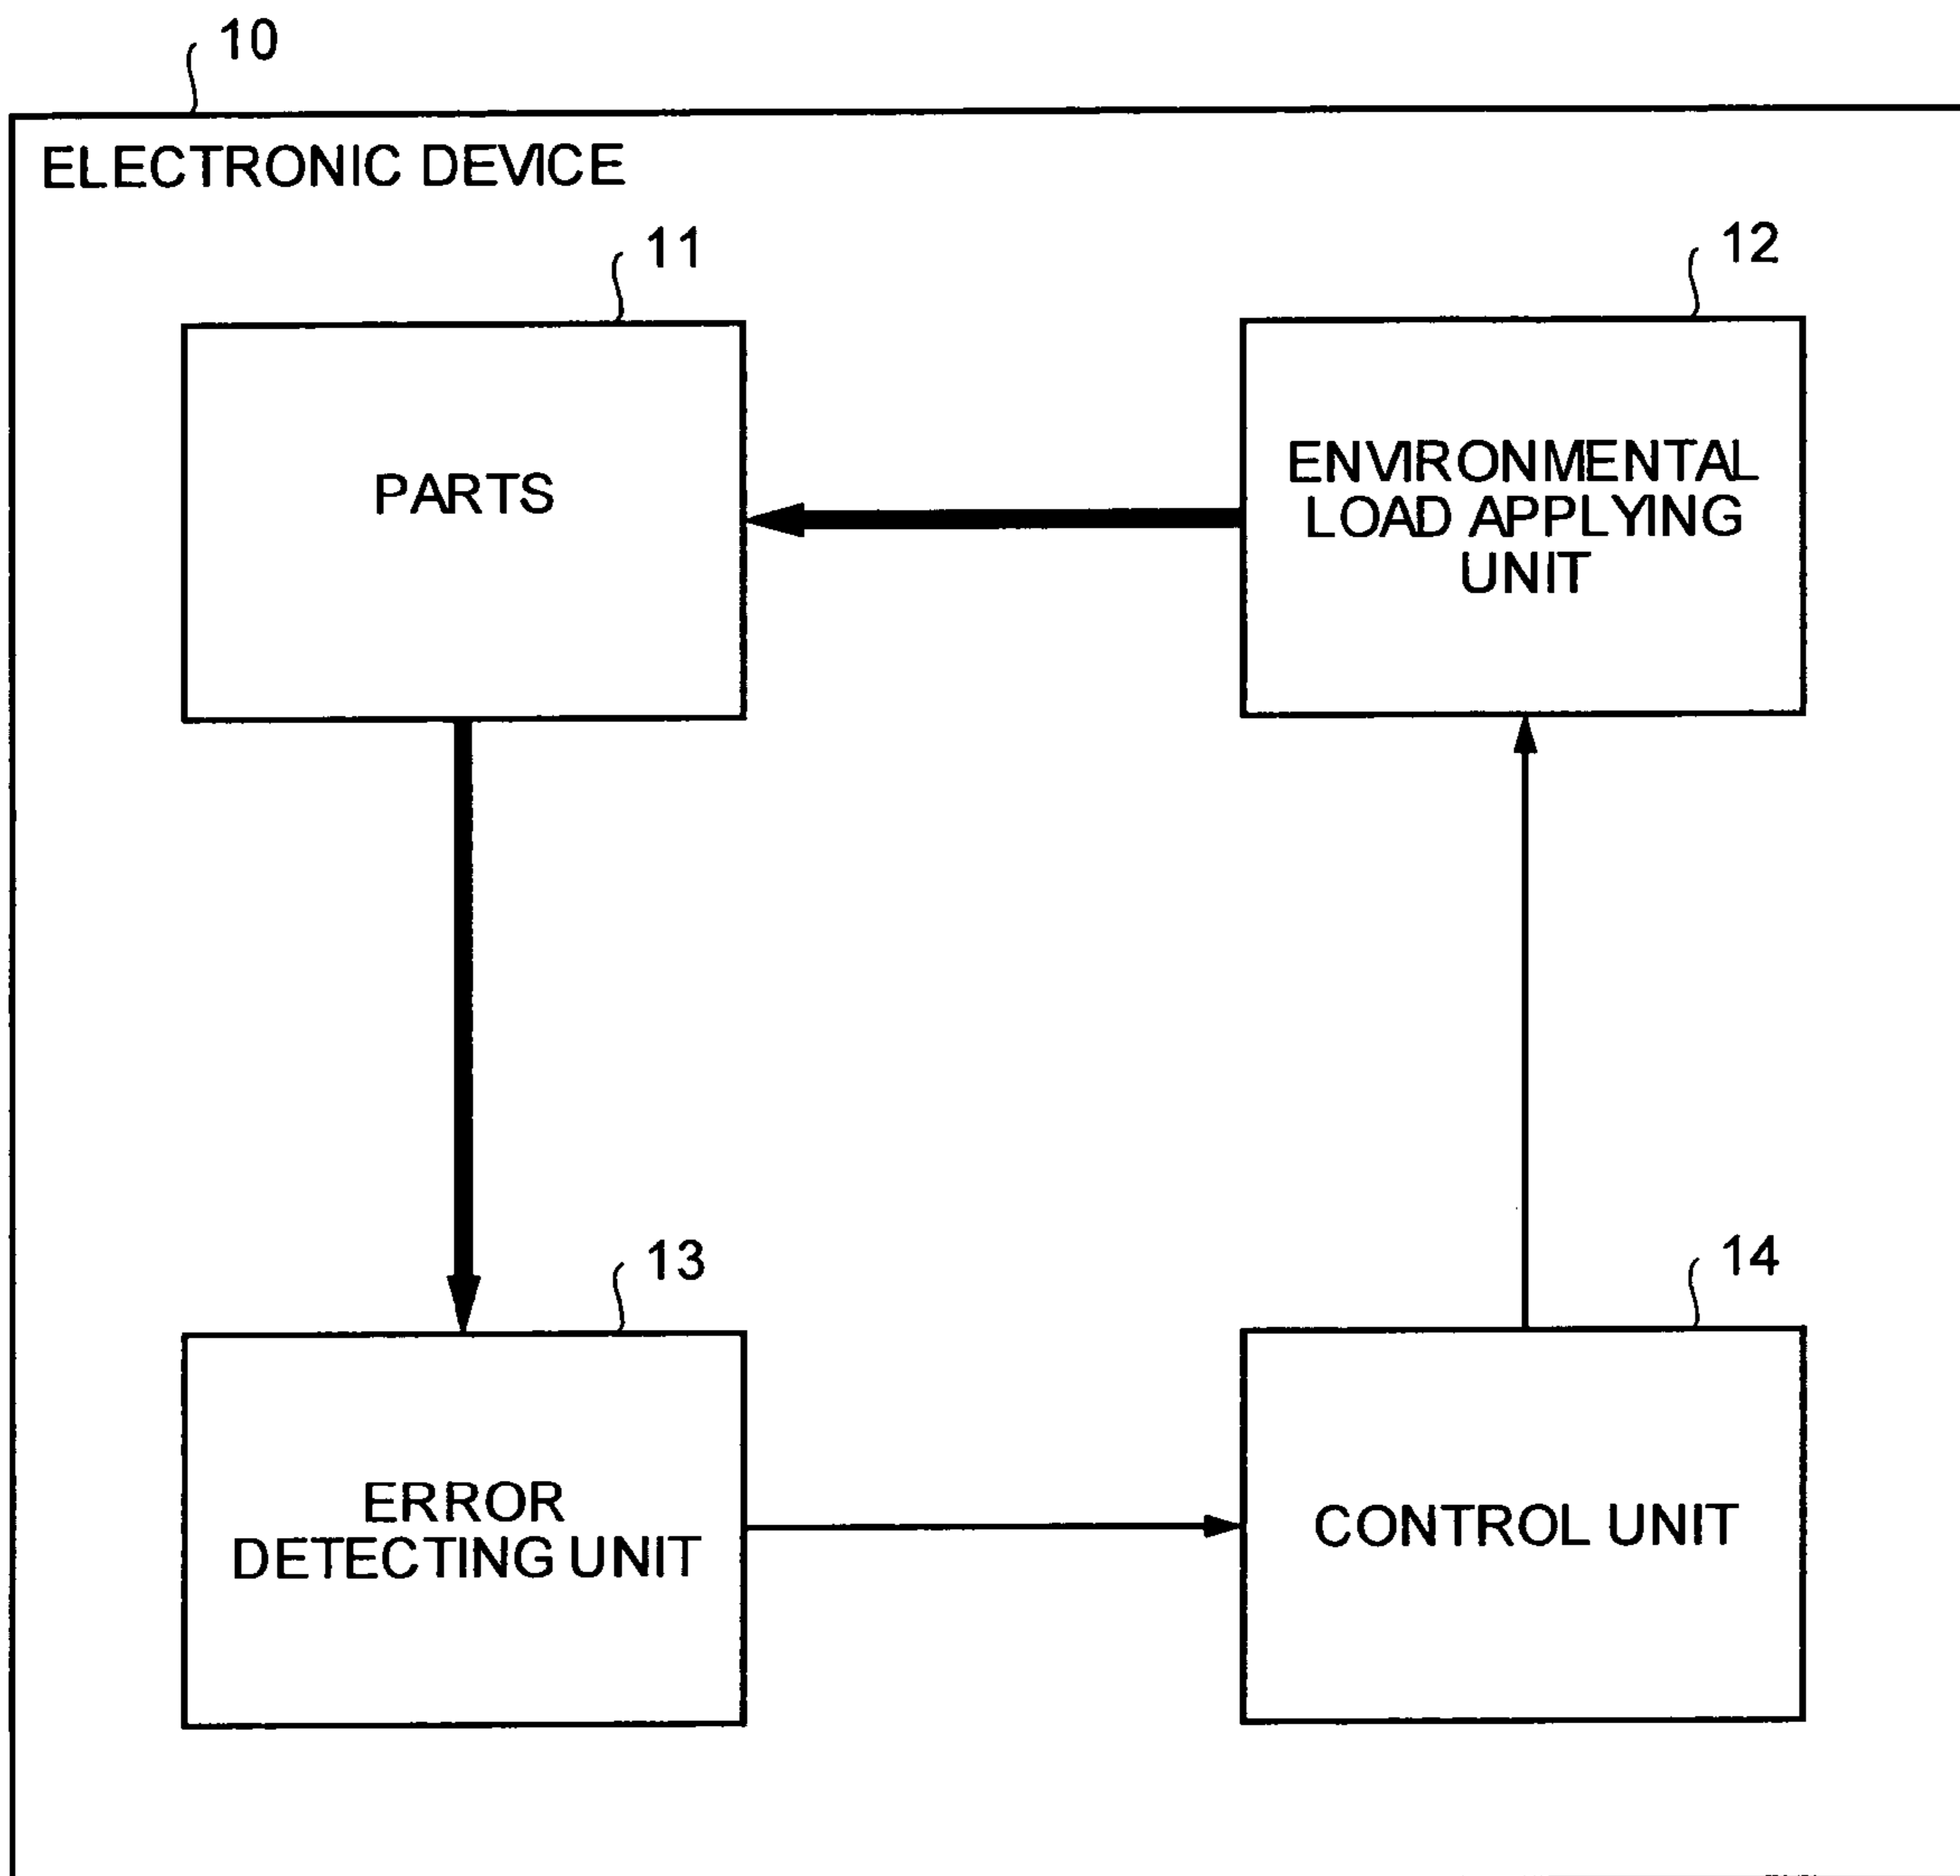 10
ELECTRONIC DEVICE
11
12
PARTS
ENVIRONMENTAL
LOAD APPLYING
UNIT
13
14
ERROR
DETECTING UNIT
CONTROL UNIT